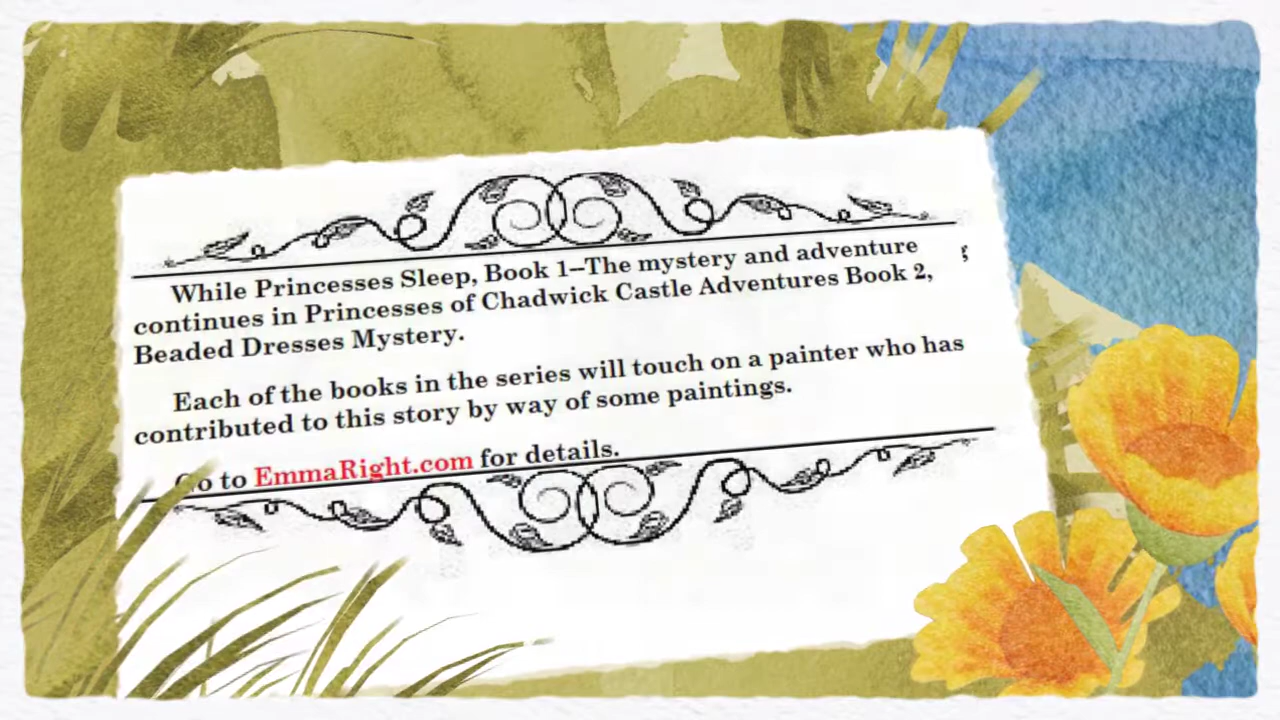 While Princesses Sleep, Book 1--The mystery and adventure
continues in Princesses of Chadwick Castle Adventures Book 2,
Beaded Dresses Mystery.
Each of the books in the series will touch on a painter who has
contributed to this story by way of some paintings.
Go to EmmaRight.com for details.